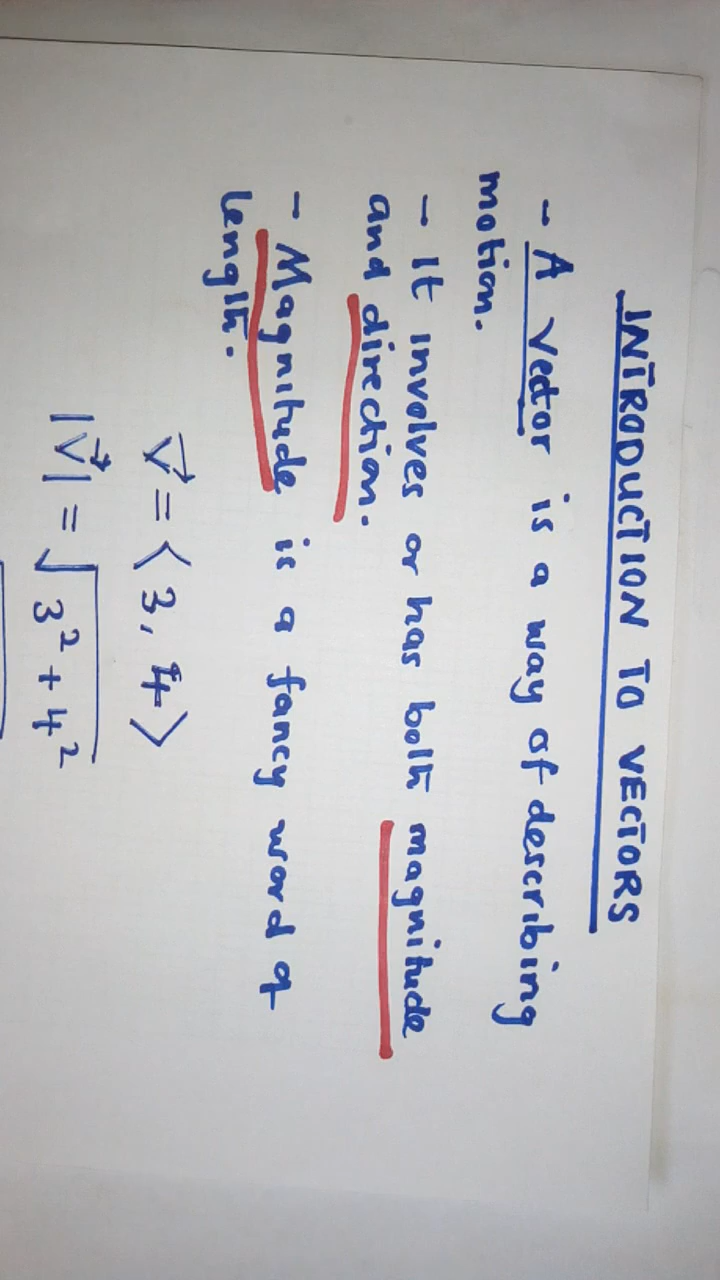 INTRODUCTION TO VECTORS
- A Vector is a way of describing
motion.
- It involves or has both magnitude
and direction.
- Magnitude is a fancy word of
length.
V⃗ = ⟨3, 4⟩
|V⃗| = √(3² + 4²)